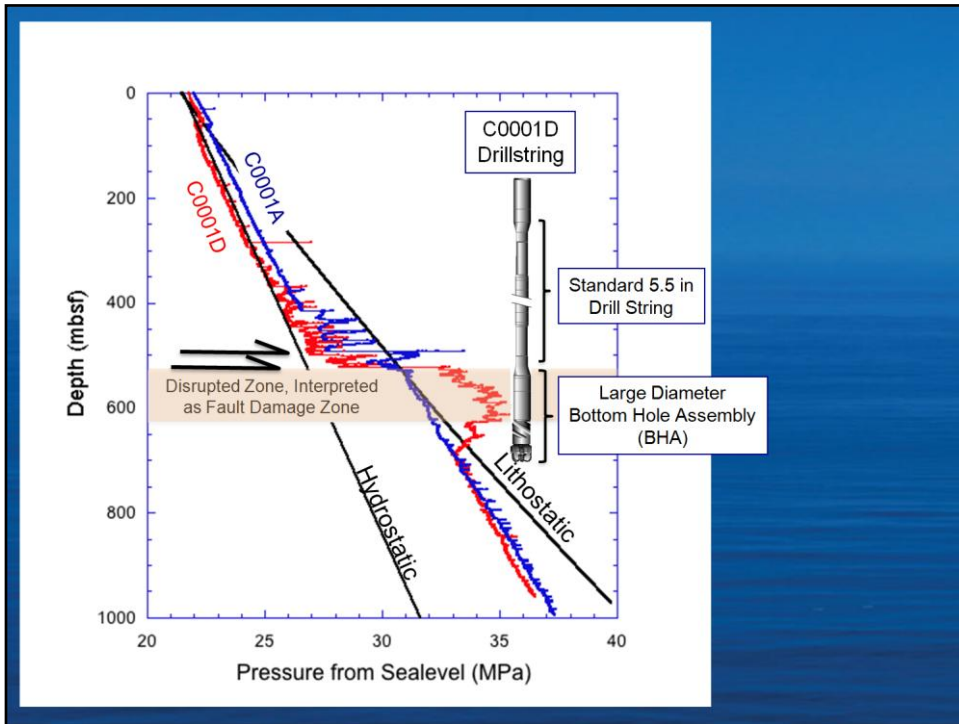 C0001D
Drillstring
0
200
400
600
800
1000
Depth (mbsf)
C0001A
C0001D
Standard 5.5 in
Drill String
Disrupted Zone, Interpreted
as Fault Damage Zone
Large Diameter
Bottom Hole Assembly
(BHA)
Hydrostatic
Lithostatic
20
25
30
35
40
Pressure from Sealevel (MPa)